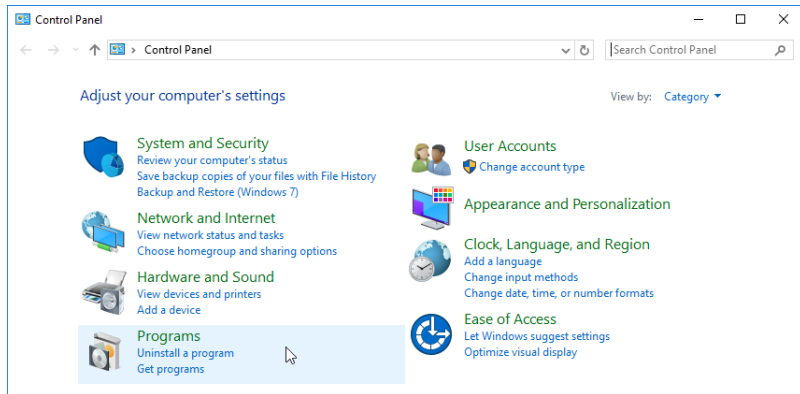 Control Panel
Control Panel
Search Control Panel
Adjust your computer's settings
View by: Category
System and Security
Review your computer's status
Save backup copies of your files with File History
Backup and Restore (Windows 7)
Network and Internet
View network status and tasks
Choose homegroup and sharing options
Hardware and Sound
View devices and printers
Add a device
Programs
Uninstall a program
Get programs
User Accounts
Change account type
Appearance and Personalization
Clock, Language, and Region
Add a language
Change input methods
Change date, time, or number formats
Ease of Access
Let Windows suggest settings
Optimize visual display